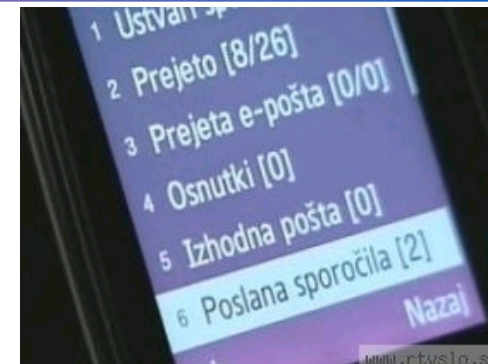 1 Ustvari
2 Prejeto [8/26]
3 Prejeta e-pošta [0/0]
4 Osnutki [0]
5 Izhodna pošta [0]
6 Poslana sporočila [2]
Nazaj
www.rtvslo.s